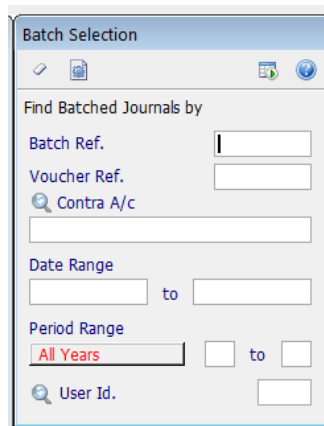 Batch Selection
Find Batched Journals by
Batch Ref.
Voucher Ref.
Contra A/c
Date Range
to
Period Range
All Years to
User Id.